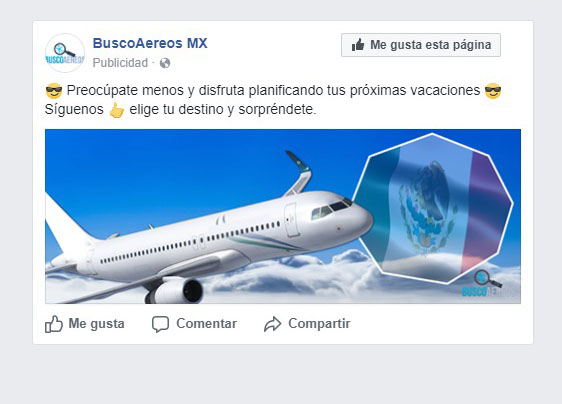 BuscoAereos MX
Me gusta esta página
Publicidad ·
BUSCOAEREOS
😎 Preocúpate menos y disfruta planificando tus próximas vacaciones 😎
Síguenos 👍 elige tu destino y sorpréndete.
Me gusta
Comentar
Compartir